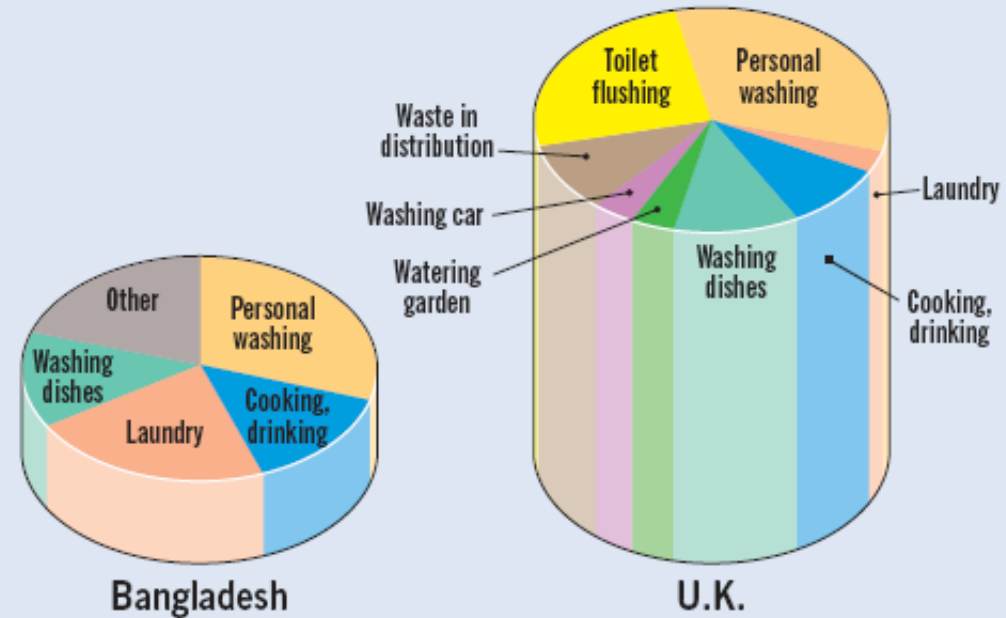 Other
Personal
washing
Washing
dishes
Laundry
Cooking,
drinking
Bangladesh
Toilet
flushing
Personal
washing
Waste in
distribution
Washing car
Watering
garden
Washing
dishes
Laundry
Cooking,
drinking
U.K.